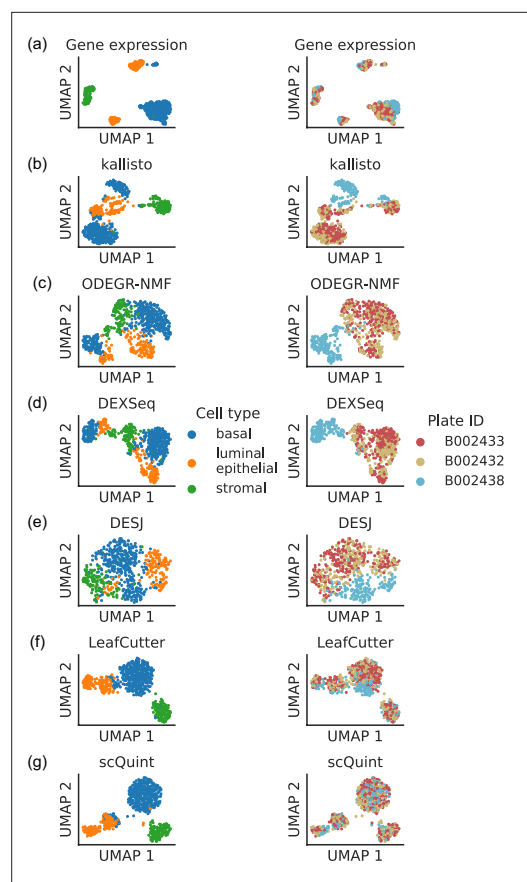 (a)
Gene expression
Gene expression
UMAP 2
UMAP 2
UMAP 1
UMAP 1
(b)
kallisto
kallisto
UMAP 2
UMAP 2
UMAP 1
UMAP 1
(c)
ODEGR-NMF
ODEGR-NMF
UMAP 2
UMAP 2
UMAP 1
UMAP 1
(d)
DEXSeq
DEXSeq
UMAP 2
UMAP 2
UMAP 1
UMAP 1
Cell type
basal
luminal
epithelial
stromal
Plate ID
B002433
B002432
B002438
(e)
DESJ
DESJ
UMAP 2
UMAP 2
UMAP 1
UMAP 1
(f)
LeafCutter
LeafCutter
UMAP 2
UMAP 2
UMAP 1
UMAP 1
(g)
scQuint
scQuint
UMAP 2
UMAP 2
UMAP 1
UMAP 1